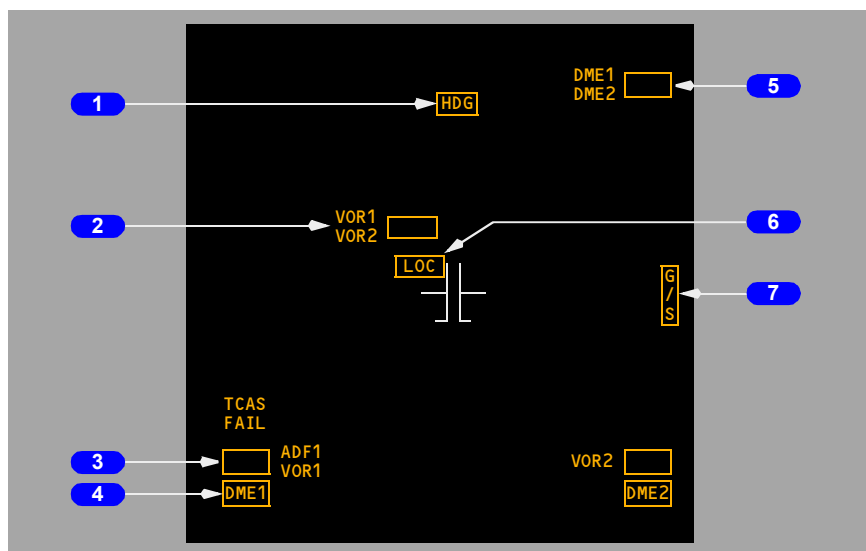 DME1
DME2
5
1
HDG
2
VOR1
VOR2
6
LOC
G
/
S
7
TCAS
FAIL
3
ADF1
VOR1
VOR2
4
DME1
DME2